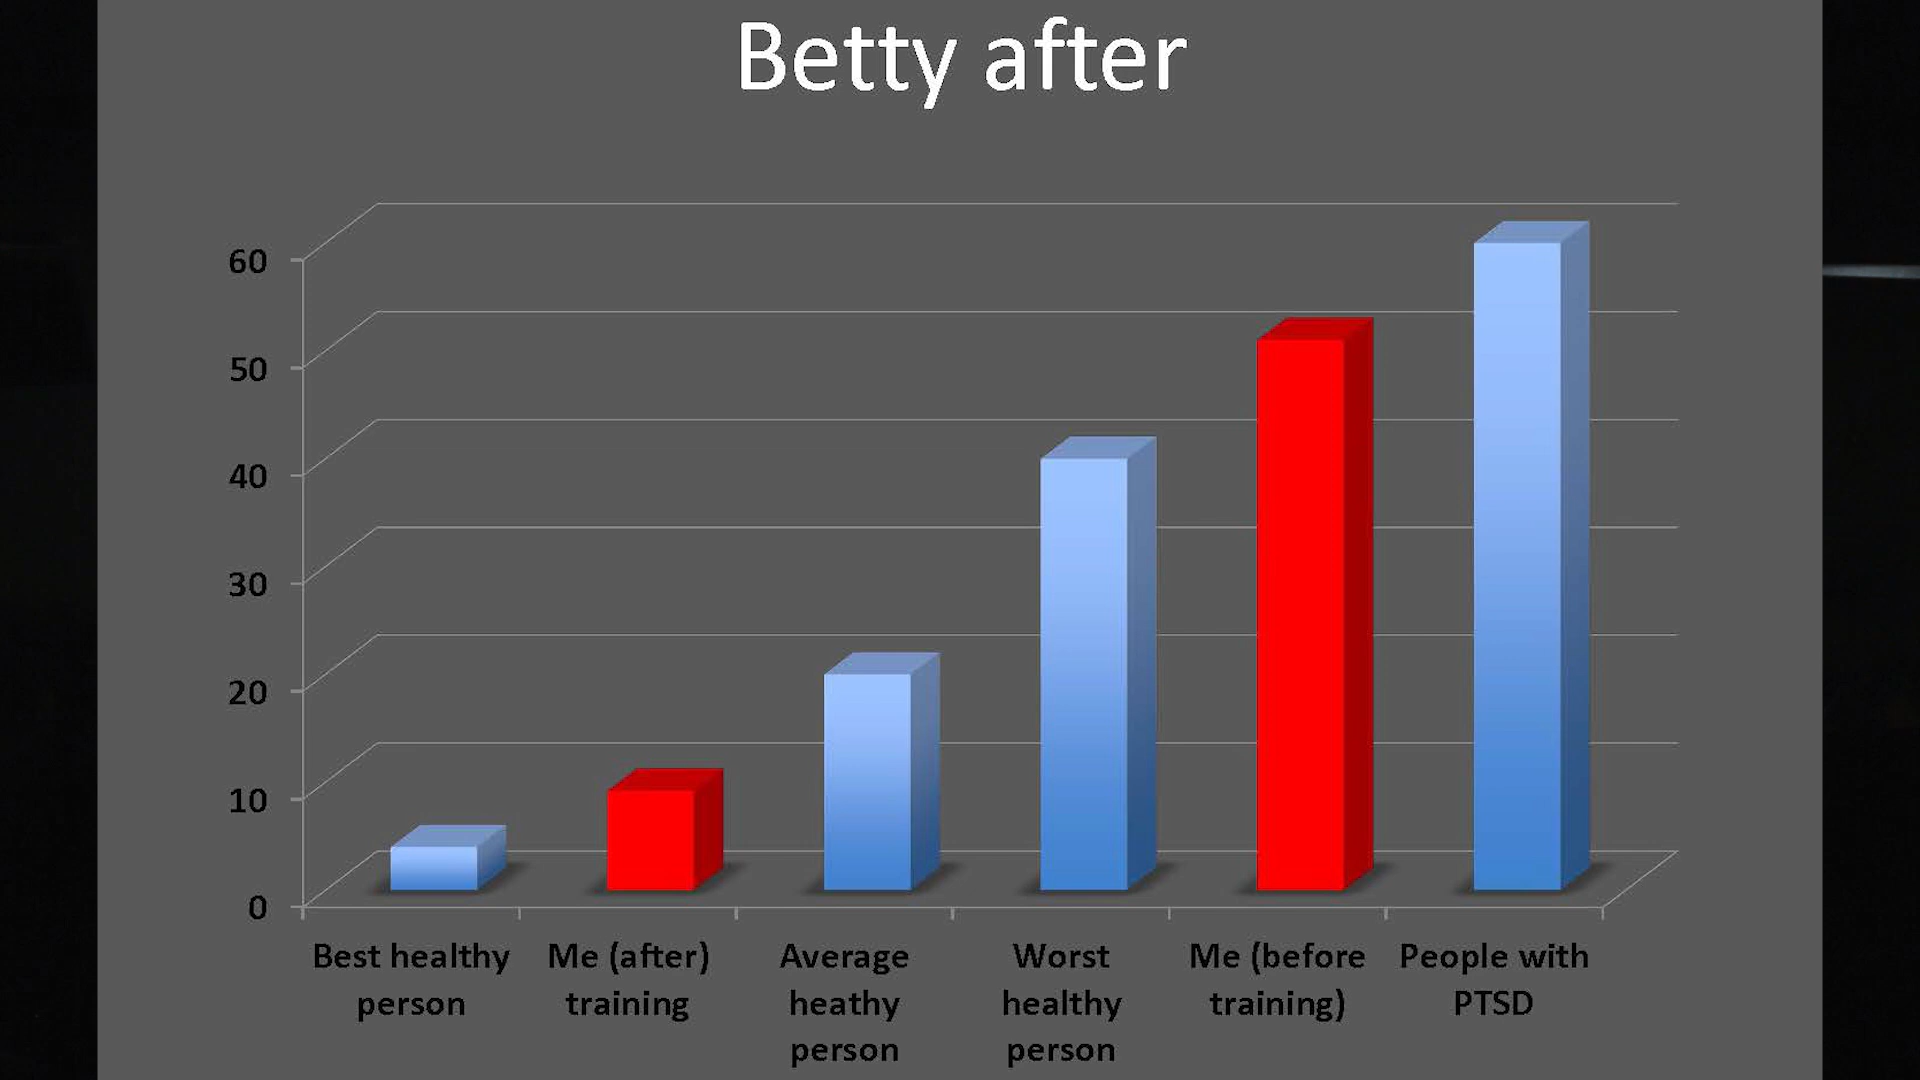 Betty after
60
50
40
30
20
10
0
Best healthy
person
Me (after)
training
Average
heathy
person
Worst
healthy
person
Me (before
training)
People with
PTSD